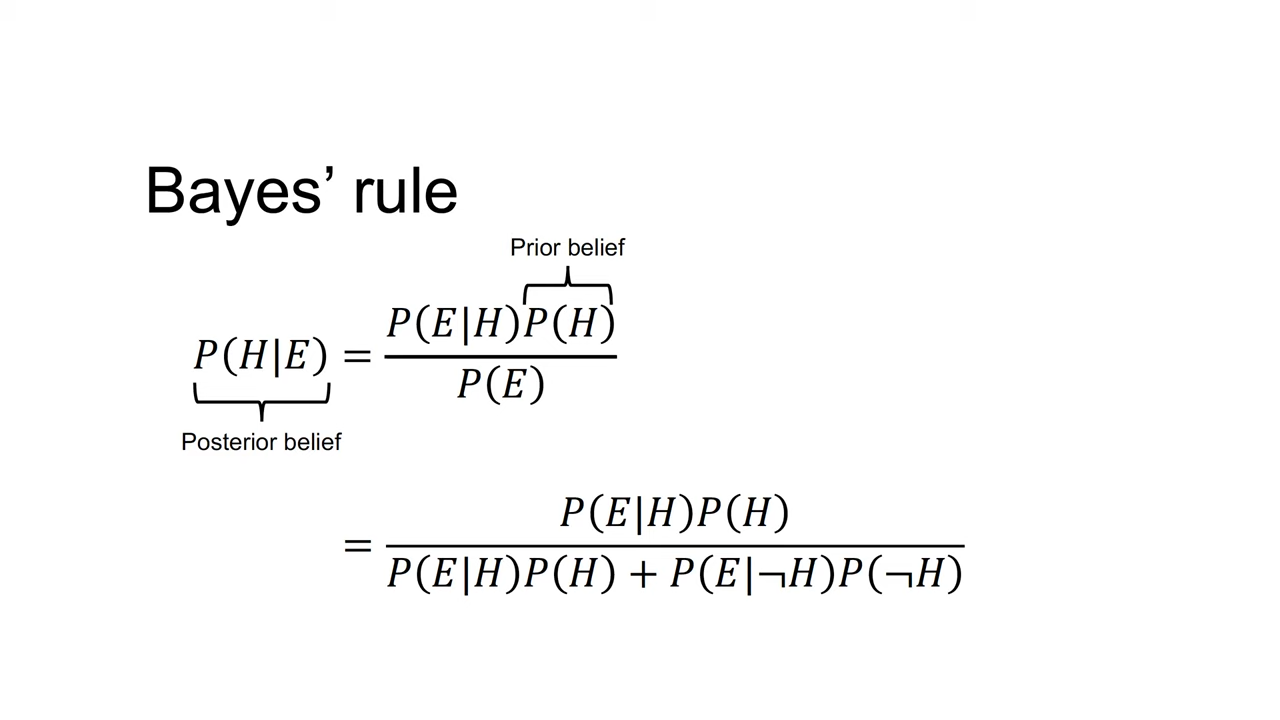 Bayes’ rule
Prior belief
P(H|E) = P(E|H)P(H) / P(E)
Posterior belief
= P(E|H)P(H) / P(E|H)P(H) + P(E|¬H)P(¬H)